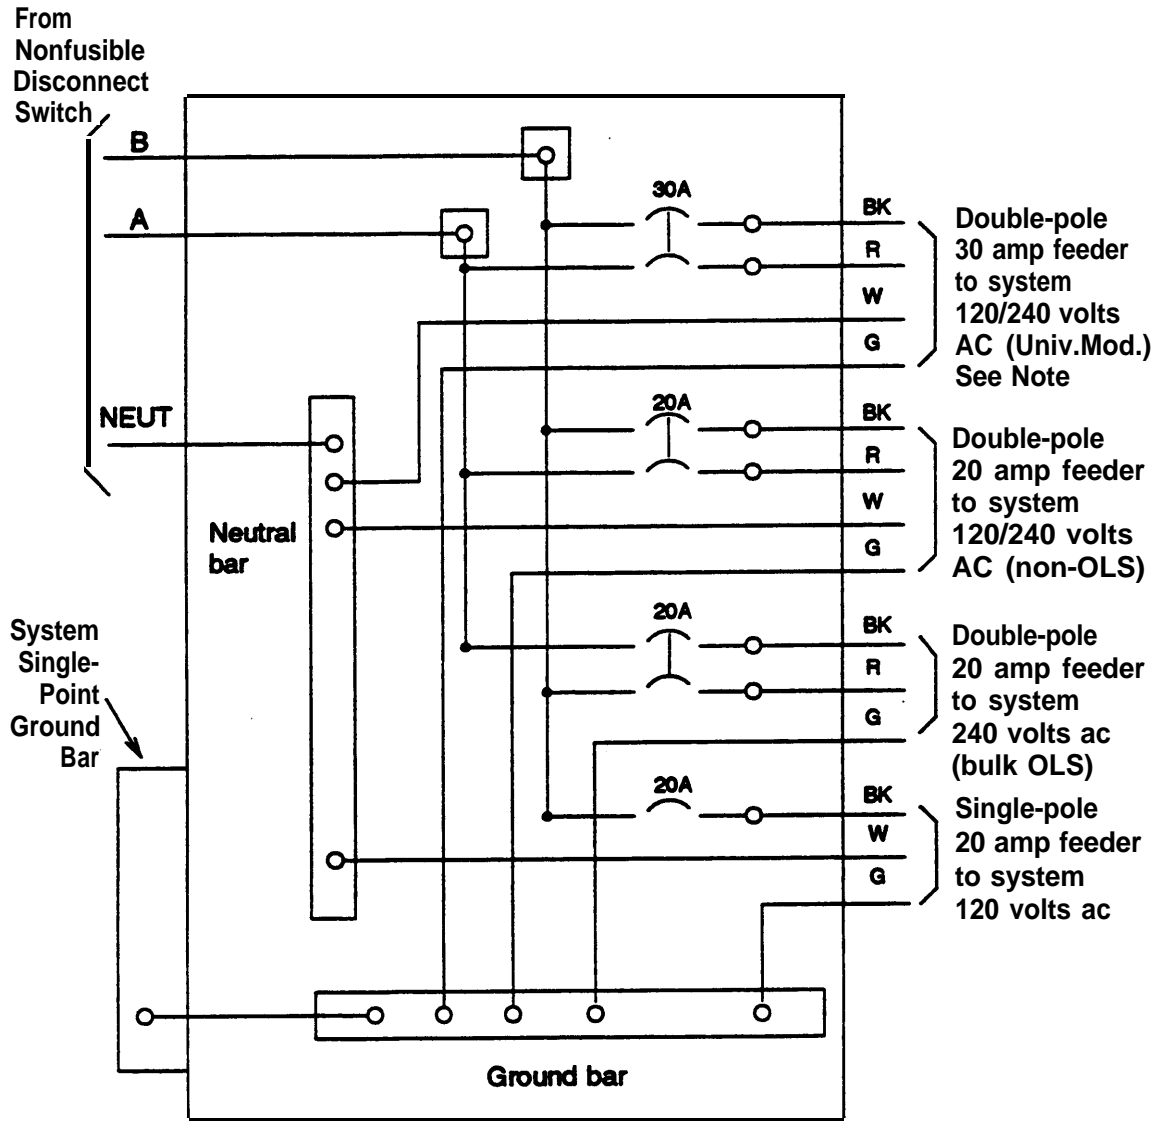 From
Nonfusible
Disconnect
Switch
B
A
NEUT
Neutral
bar
System
Single-
Point
Ground
Bar
30A
BK
R
W
G
Double-pole
30 amp feeder
to system
120/240 volts
AC (Univ.Mod.)
See Note
20A
BK
R
W
G
Double-pole
20 amp feeder
to system
120/240 volts
AC (non-OLS)
20A
BK
R
G
Double-pole
20 amp feeder
to system
240 volts ac
(bulk OLS)
20A
BK
W
G
Single-pole
20 amp feeder
to system
120 volts ac
Ground bar